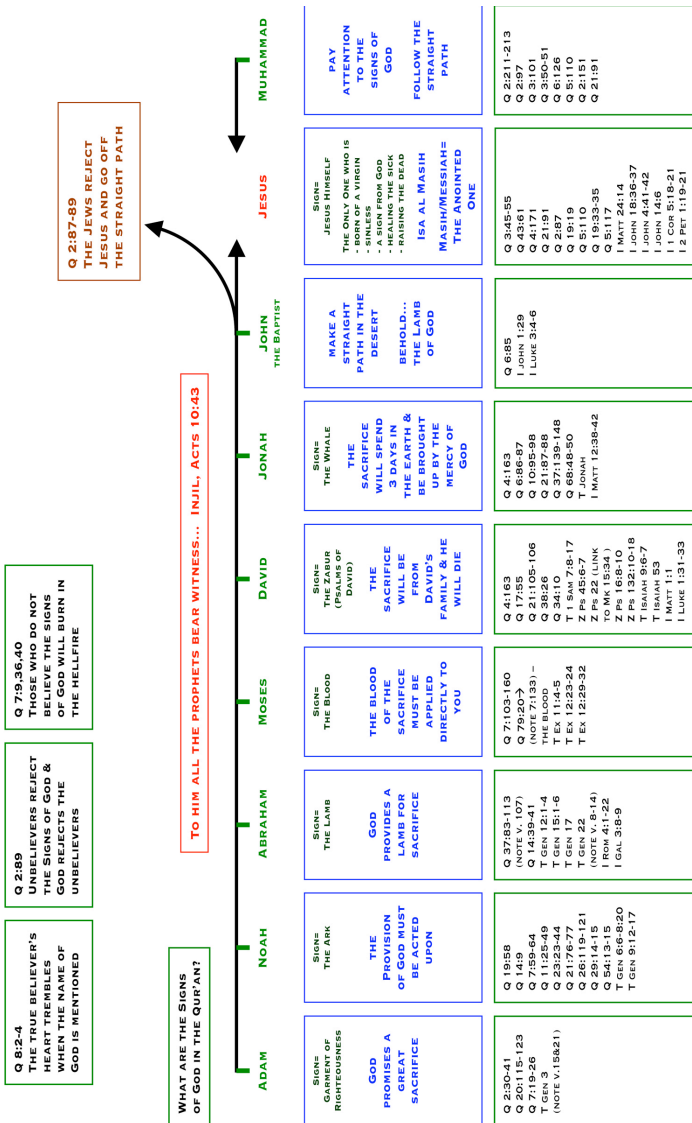 Q 8:2-4
The true believer's
heart trembles
when the name of
God is mentioned
Q 2:89
Unbelievers reject
the Signs of God &
God rejects the
unbelievers
Q 7:9,36,40
Those who do not
believe the signs
of God will burn in
the hellfire
Q 2:87-89
The Jews reject
Jesus and go off
the straight path
What are the Signs
of God in the Qur'an?
To Him all the prophets bear witness... Injil, Acts 10:43
Adam
Noah
Abraham
Moses
David
Jonah
John
the Baptist
Jesus
Muhammad
Sign=
Garment of
Righteousness
God
promises a
great
sacrifice
Sign=
The Ark
The
Provision
of God must
be acted
upon
Sign=
The Lamb
God
provides a
lamb for
sacrifice
Sign=
The Blood
The blood
of the
sacrifice
must be
applied
directly to
you
Sign=
The Zabur
(Psalms of
David)
The
sacrifice
will be
from
David's
family & he
will die
Sign=
The Whale
The
sacrifice
will spend
3 days in
the earth &
be brought
up by the
mercy of
God
Make a
straight
path in the
desert
Behold...
the Lamb
of God
Sign=
Jesus Himself
The Only One who is
- born of a virgin
- sinless
- a sign from God
- healing the sick
- raising the dead
Isa al Masih
Masih/Messiah=
The Anointed
One
Pay
attention
to the
signs of
God
Follow the
straight
path
Q 2:30-41
Q 20:115-123
Q 7:19-26
T Gen 3
(note v.15&21)
Q 19:58
Q 14:9
Q 7:59-64
Q 11:25-49
Q 23:23-44
Q 21:76-77
Q 26:119-121
Q 29:14-15
Q 54:13-15
T Gen 6:6-8:20
T Gen 9:12-17
Q 37:83-113
(note v. 107)
Q 14:39-41
T Gen 12:1-4
T Gen 15:1-6
T Gen 17
T Gen 22
(note v. 8-14)
I Rom 4:1-22
I Gal 3:8-9
Q 7:103-160
Q 79:20→
(note 7:133) –
the blood
T Ex 11:4-5
T Ex 12:23-24
T Ex 12:29-32
Q 4:163
Q 17:55
Q 21:105-106
Q 38:26
Q 34:10
T 1 Sam 7:8-17
Z Ps 45:6-7
Z Ps 22 (link
to Mk 15:34 )
Z Ps 16:8-10
Z Ps 132:10-18
T Isaiah 9:6-7
T Isaiah 53
I Matt 1:1
I Luke 1:31-33
Q 4:163
Q 6:86-87
Q 10:95-98
Q 21:87-88
Q 37:139-148
Q 68:48-50
T Jonah
I Matt 12:38-42
Q 6:85
I John 1:29
I Luke 3:4-6
Q 3:45-55
Q 43:61
Q 4:171
Q 21:91
Q 2:87
Q 19:19
Q 5:110
Q 19:33-35
Q 5:117
I Matt 24:14
I John 18:36-37
I John 4:41-42
I John 14:6
I 1 Cor 5:18-21
I 2 Pet 1:19-21
Q 2:211-213
Q 2:97
Q 3:101
Q 3:50-51
Q 6:126
Q 5:110
Q 2:151
Q 21:91